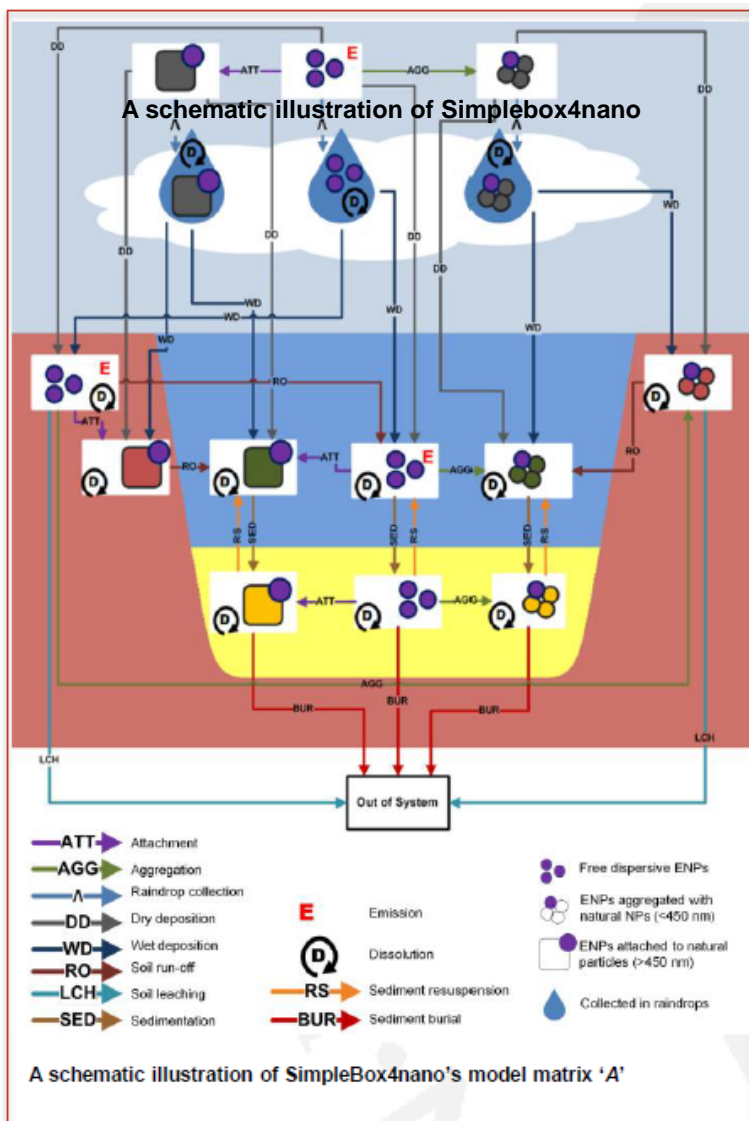 DD
ATT
E
AGG
DD
A schematic illustration of Simplebox4nano
Λ
Λ
Λ
D
D
D
DD
DD
DD
DD
WD
WD
WD
WD
WD
WD
WD
E
D
ATT
RO
D
RO
D
ATT
E
D
AGG
D
RO
D
RS
SED
SED
RS
SED
RS
D
ATT
D
AGG
D
AGG
BUR
BUR
BUR
LCH
LCH
Out of System
ATT Attachment
AGG Aggregation
Λ Raindrop collection
DD Dry deposition
WD Wet deposition
RO Soil run-off
LCH Soil leaching
SED Sedimentation
E Emission
D Dissolution
RS Sediment resuspension
BUR Sediment burial
Free dispersive ENPs
ENPs aggregated with
natural NPs (<450 nm)
ENPs attached to natural
particles (>450 nm)
Collected in raindrops
A schematic illustration of SimpleBox4nano's model matrix ‘A’